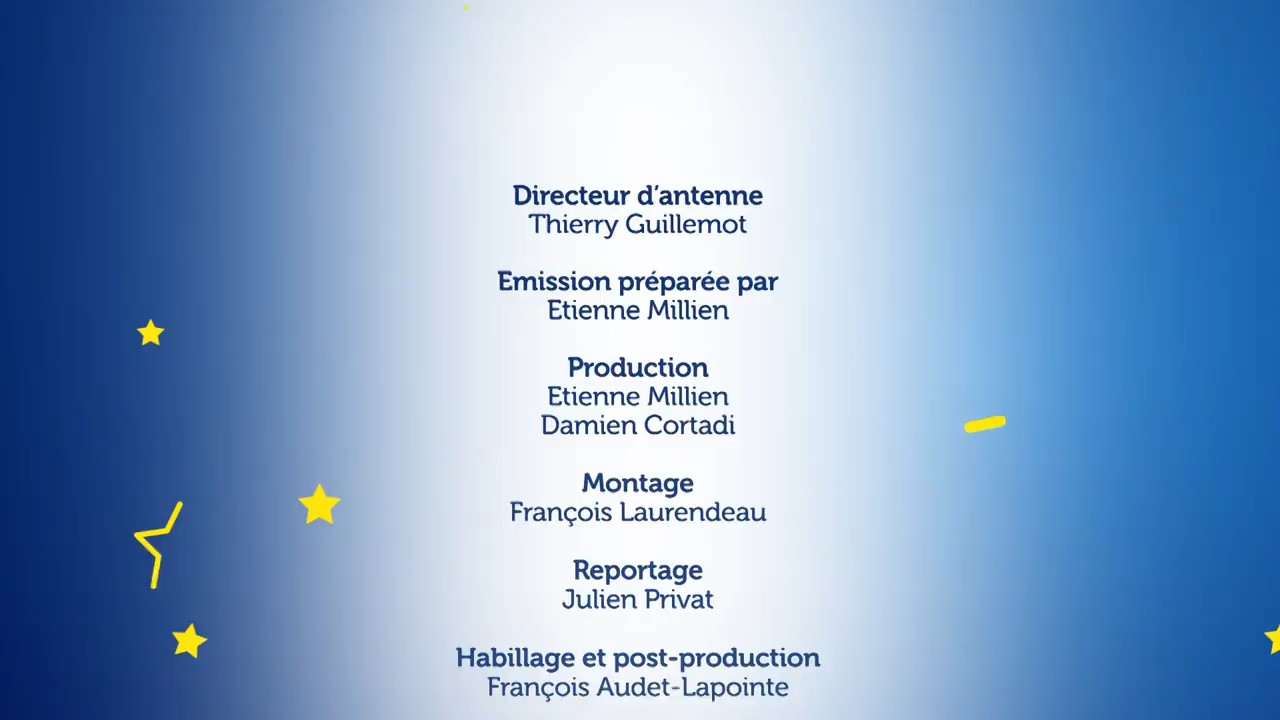 Directeur d’antenne
Thierry Guillemot
Emission préparée par
Etienne Millien
Production
Etienne Millien
Damien Cortadi
Montage
François Laurendeau
Reportage
Julien Privat
Habillage et post-production
François Audet-Lapointe